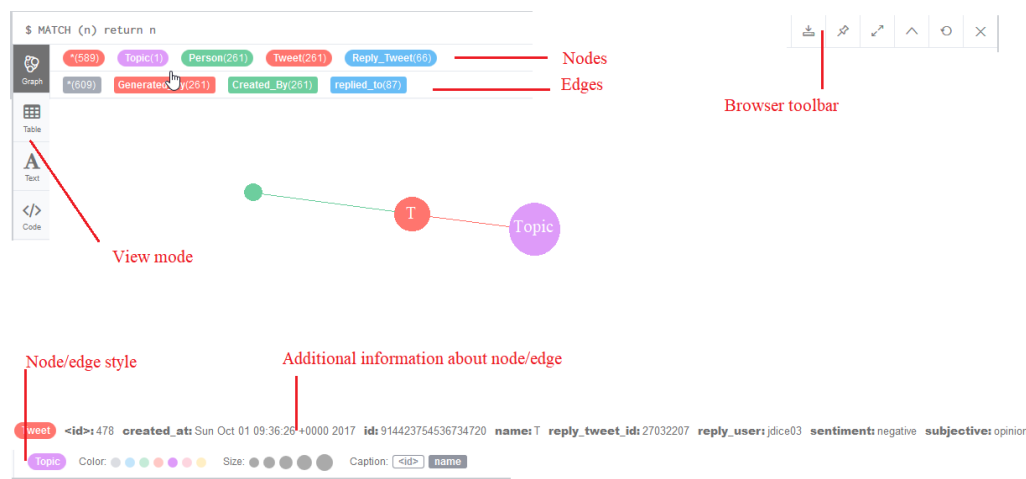 $ MATCH (n) return n
*(589) Topic(1) Person(261) Tweet(261) Reply_Tweet(66)
Nodes
Graph
*(609) Generated_By(261) Created_By(261) replied_to(87)
Edges
Browser toolbar
Table
A
Text
</>
Code
T
Topic
View mode
Node/edge style
Additional information about node/edge
Tweet <id>: 478 created_at: Sun Oct 01 09:36:26 +0000 2017 id: 914423754536734720 name: T reply_tweet_id: 27032207 reply_user: jdice03 sentiment: negative subjective: opinior
Topic Color: Size: Caption: <id> name